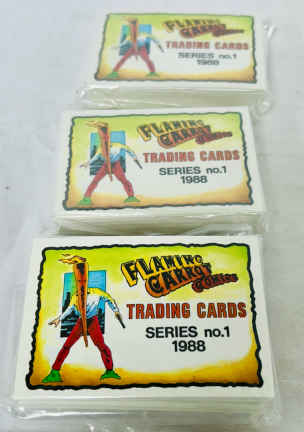 FLAMING
CARROT
COMICS
TRADING CARDS
SERIES no.1
1988
FLAMING
CARROT
COMICS
TRADING CARDS
SERIES no.1
1988
FLAMING
CARROT
COMICS
TRADING CARDS
SERIES no.1
1988